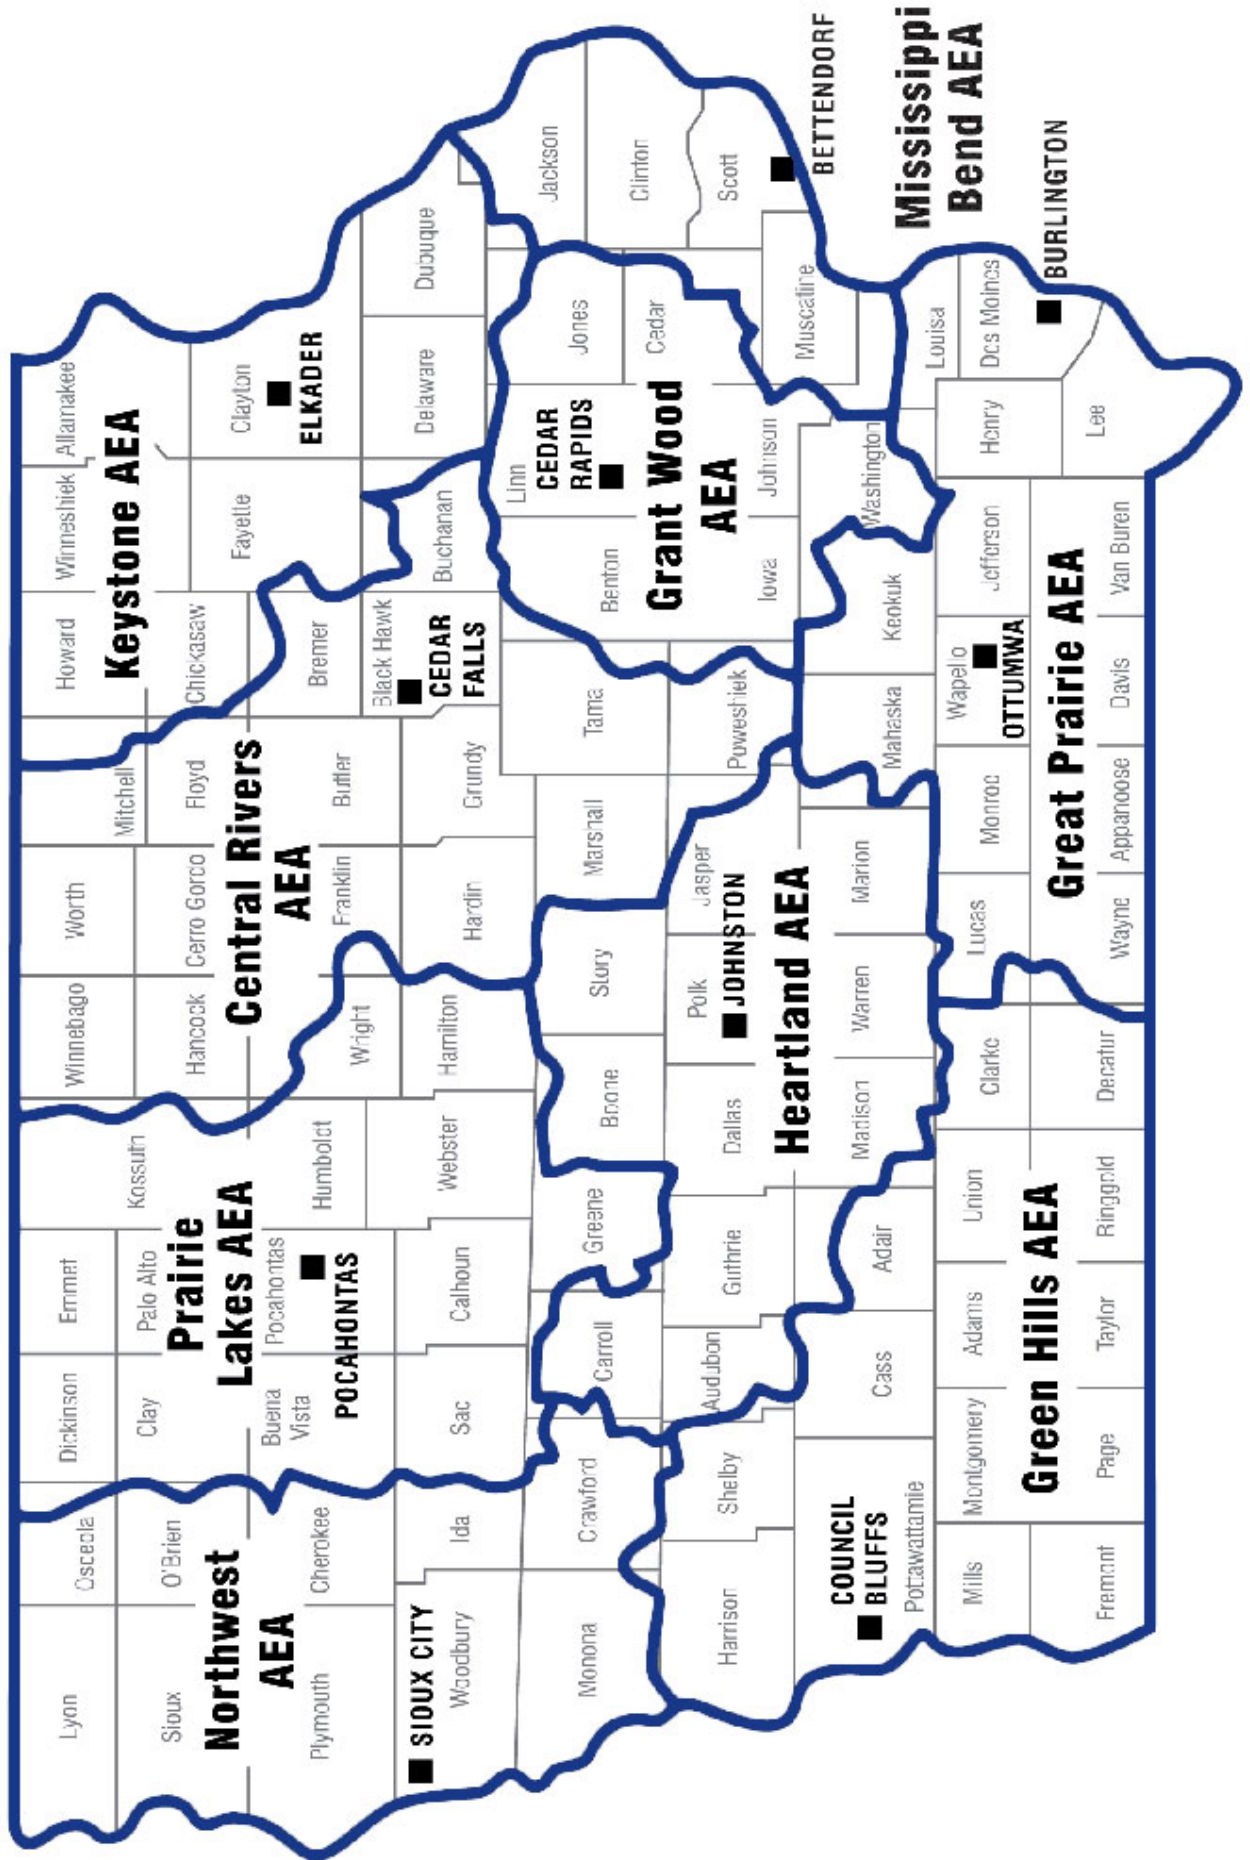 Lyon
Osceola
Dickinson
Emmet
Kossuth
Winnebago
Worth
Mitchell
Howard
Winneshiek
Allamakee
Sioux
O'Brien
Clay
Palo Alto
Hancock
Cerro Gordo
Floyd
Chickasaw
Keystone AEA
Northwest
AEA
Prairie
Lakes AEA
Central Rivers
AEA
Fayette
Clayton
ELKADER
Plymouth
Cherokee
Buena
Vista
Pocahontas
POCAHONTAS
Humboldt
Wright
Franklin
Butler
Bremer
Black Hawk
CEDAR
FALLS
Buchanan
Delaware
Dubuque
SIOUX CITY
Woodbury
Ida
Sac
Calhoun
Webster
Hamilton
Hardin
Grundy
Tama
Benton
Linn
CEDAR
RAPIDS
Jones
Jackson
Monona
Crawford
Carroll
Greene
Boone
Story
Marshall
Grant Wood
AEA
Cedar
Clinton
Harrison
Shelby
Audubon
Guthrie
Dallas
Polk
JOHNSTON
Jasper
Poweshiek
Iowa
Johnson
Scott
BETTENDORF
Muscatine
Mississippi
Bend AEA
COUNCIL
BLUFFS
Pottawattamie
Cass
Adair
Heartland AEA
Madison
Warren
Marion
Mahaska
Keokuk
Washington
Louisa
Mills
Montgomery
Adams
Union
Clarke
Lucas
Monroe
Wapello
OTTUMWA
Jefferson
Henry
Des Moines
BURLINGTON
Green Hills AEA
Great Prairie AEA
Fremont
Page
Taylor
Ringgold
Decatur
Wayne
Appanoose
Davis
Van Buren
Lee